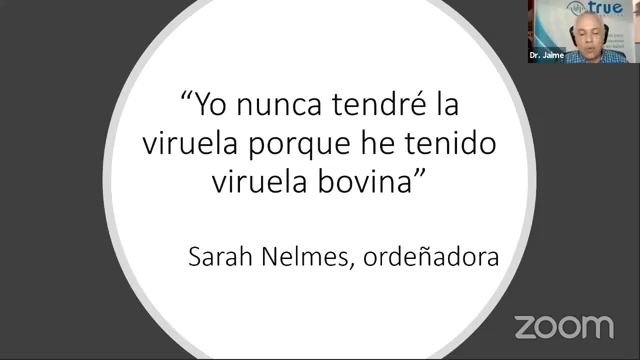 “Yo nunca tendré la
viruela porque he tenido
viruela bovina”
Sarah Nelmes, ordeñadora
true
Dr. Jaime
zoom